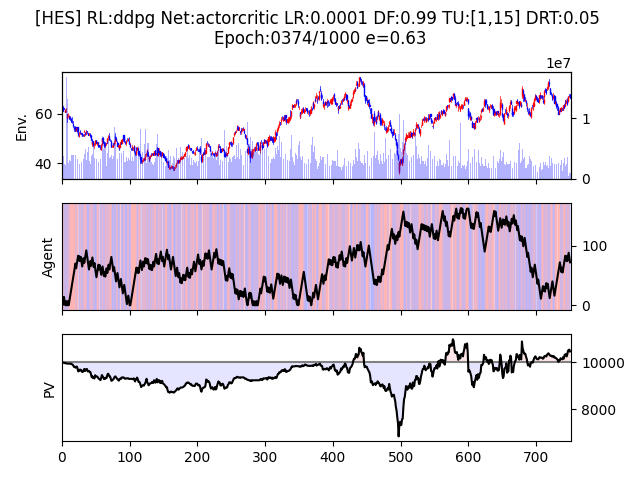 [HES] RL:ddpg Net:actorcritic LR:0.0001 DF:0.99 TU:[1,15] DRT:0.05
Epoch:0374/1000 e=0.63
1e7
60
40
Env.
1
0
Agent
100
0
PV
10000
8000
0 100 200 300 400 500 600 700